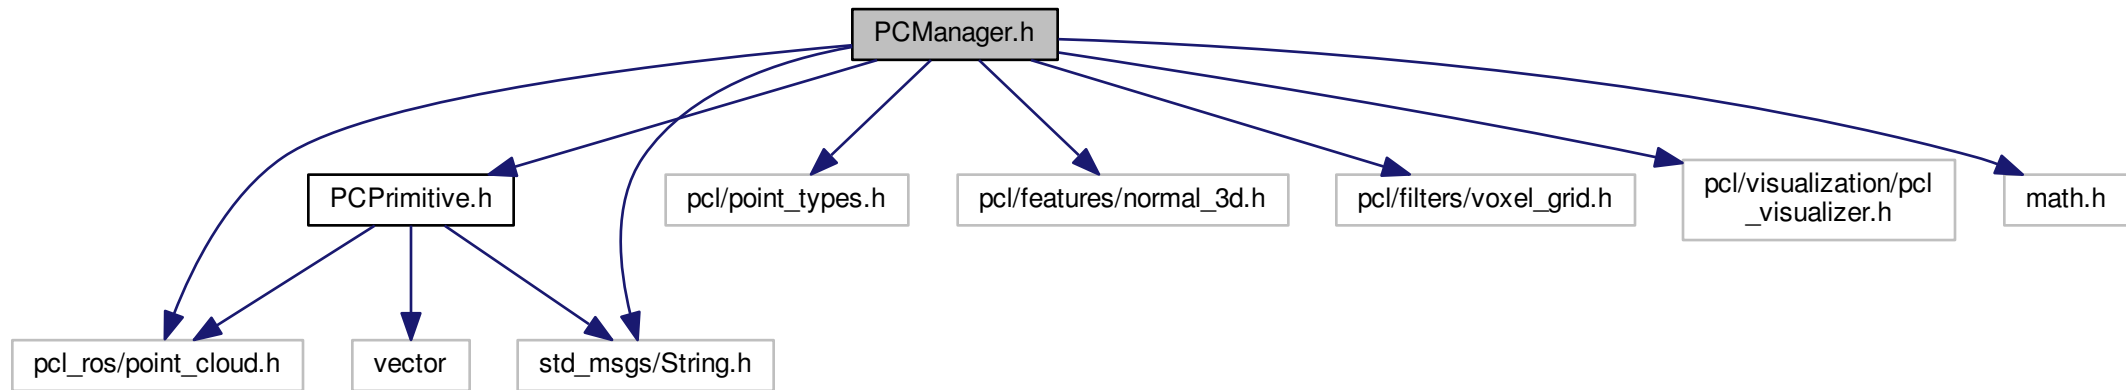 PCManager.h
PCPrimitive.h
pcl/point_types.h
pcl/features/normal_3d.h
pcl/filters/voxel_grid.h
pcl/visualization/pcl
_visualizer.h
math.h
pcl_ros/point_cloud.h
vector
std_msgs/String.h